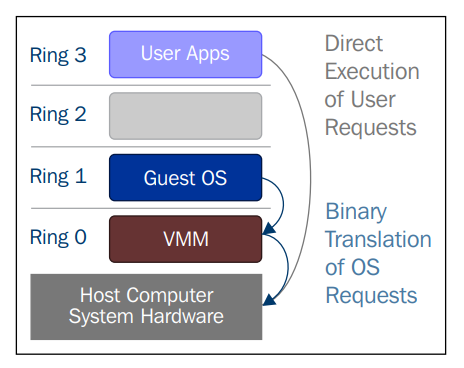 Ring 3
User Apps
Direct
Execution
of User
Requests
Ring 2
Ring 1
Guest OS
Ring 0
VMM
Binary
Translation
of OS
Requests
Host Computer
System Hardware